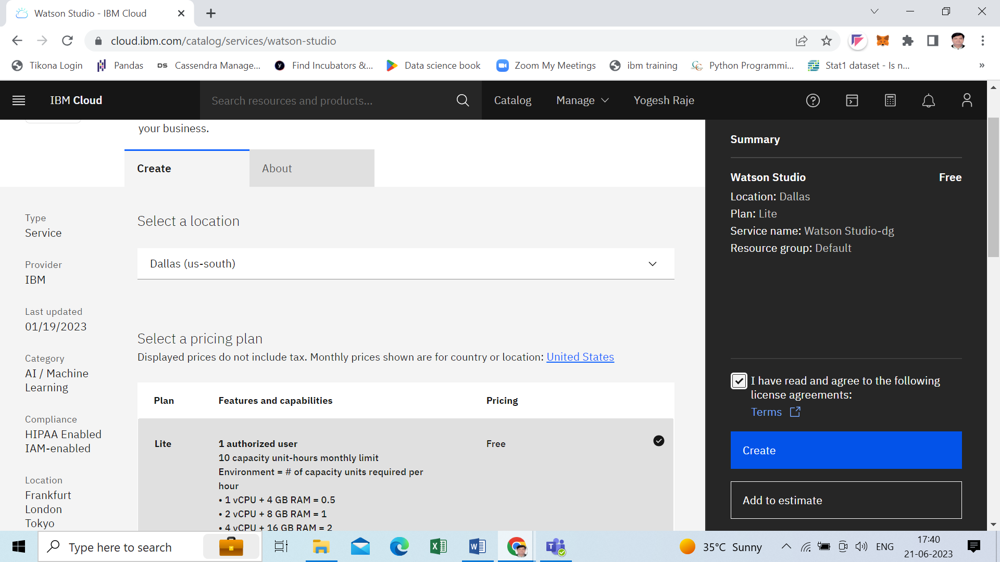 Watson Studio - IBM Cloud
cloud.ibm.com/catalog/services/watson-studio
Tikona Login
Pandas
DS Cassendra Manage...
Find Incubators &...
Data science book
Zoom My Meetings
ibm training
Python Programmi...
Stat1 dataset - Is n...
»
IBM Cloud
Search resources and products...
Catalog
Manage
Yogesh Raje
your business.
Create
About
Type
Service
Provider
IBM
Last updated
01/19/2023
Category
AI / Machine
Learning
Compliance
HIPAA Enabled
IAM-enabled
Location
Frankfurt
London
Tokyo
Select a location
Dallas (us-south)
Select a pricing plan
Displayed prices do not include tax. Monthly prices shown are for country or location: United States
Plan Features and capabilities Pricing
Lite 1 authorized user Free
10 capacity unit-hours monthly limit
Environment = # of capacity units required per
hour
• 1 vCPU + 4 GB RAM = 0.5
• 2 vCPU + 8 GB RAM = 1
• 4 vCPU + 16 GB RAM = 2
Summary
Watson Studio Free
Location: Dallas
Plan: Lite
Service name: Watson Studio-dg
Resource group: Default
I have read and agree to the following
license agreements:
Terms
Create
Add to estimate
Type here to search
35°C Sunny
ENG
17:40
21-06-2023